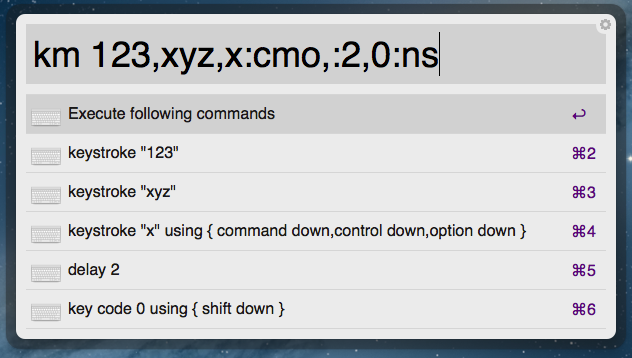 km 123,xyz,x:cmo,:2,0:ns
Execute following commands ↩
keystroke "123" ⌘2
keystroke "xyz" ⌘3
keystroke "x" using { command down,control down,option down } ⌘4
delay 2 ⌘5
key code 0 using { shift down } ⌘6